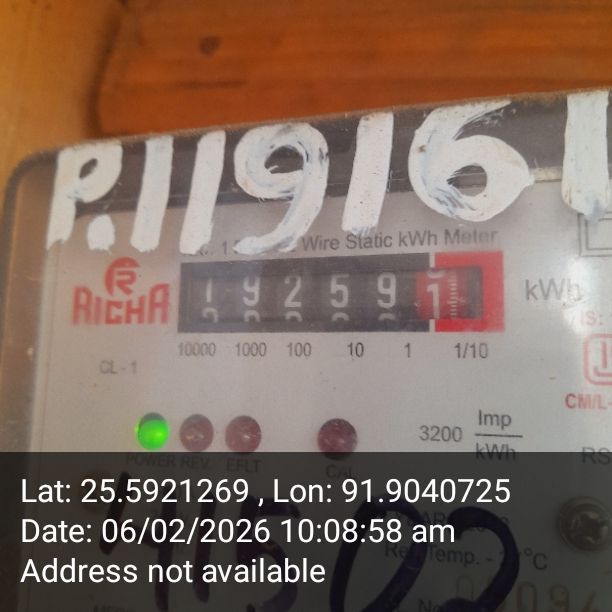 P.119161
Wire Static kWh Meter
RICHA
1 9 2 5 9 1 kWh
10000 1000 100 10 1 1/10
CL - 1
CM/L-
3200 Imp/kWh
POWER REV. EFLT Cal
RS
Lat: 25.5921269 , Lon: 91.9040725
Date: 06/02/2026 10:08:58 am
Address not available